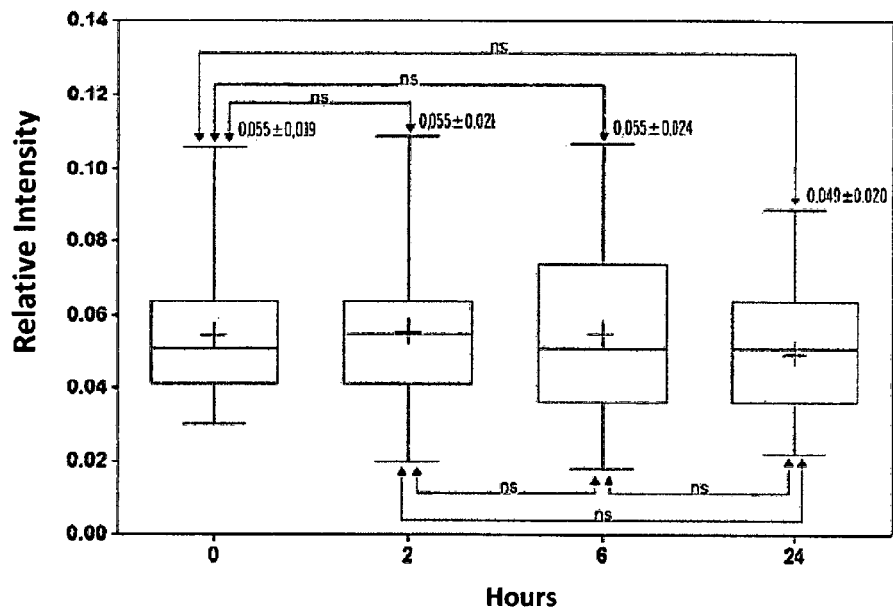 0.14
0.12
0.10
0.08
0.06
0.04
0.02
0.00
Relative Intensity
ns
ns
ns
0,055±0,019
0,055±0,021
0,055±0,024
0,049±0,020
ns
ns
ns
0
2
6
24
Hours